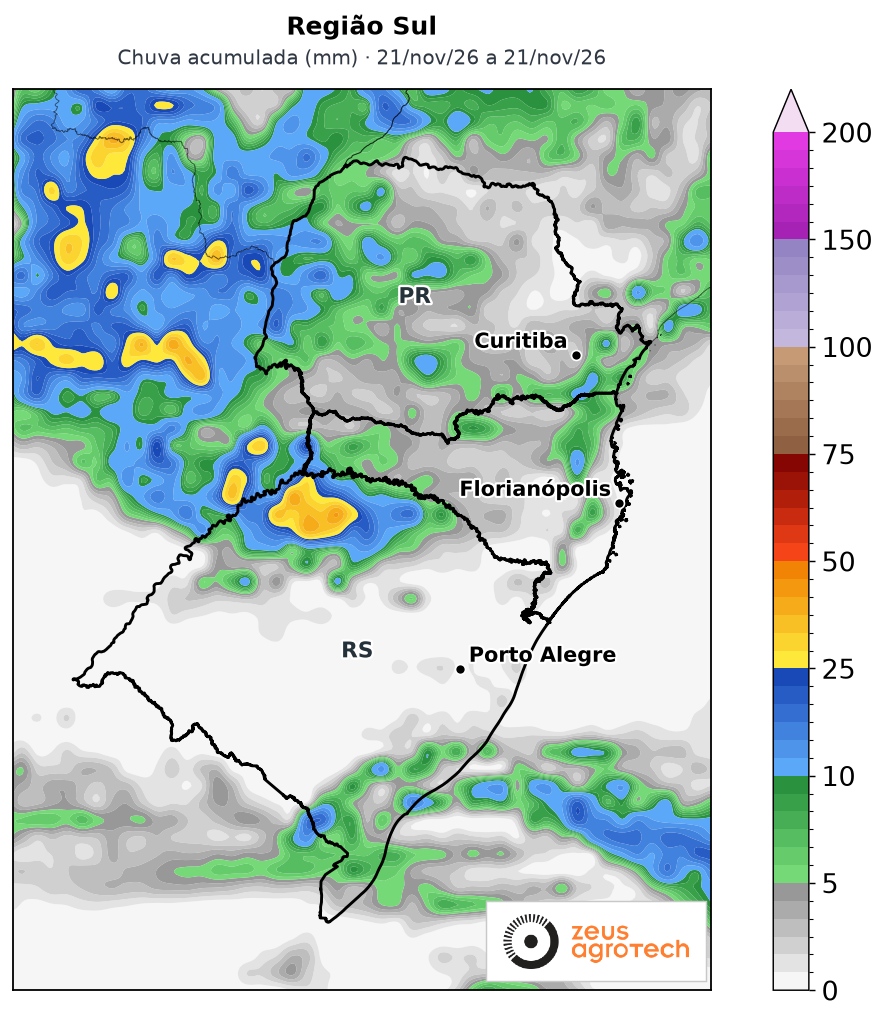 Região Sul
Chuva acumulada (mm) · 21/nov/26 a 21/nov/26
200
150
100
75
50
25
10
5
0
PR
Curitiba
Florianópolis
RS
Porto Alegre
zeus
agrotech